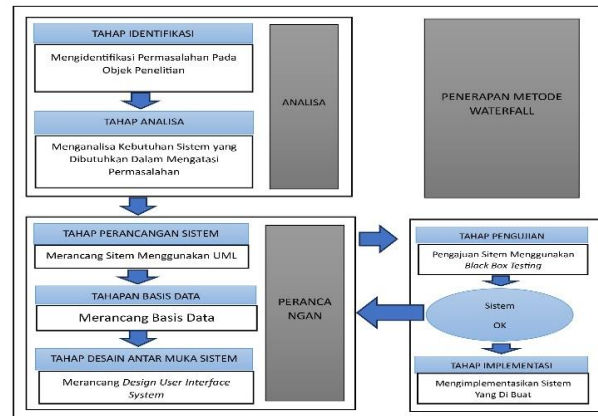 TAHAP IDENTIFIKASI
Mengidentifikasi Permasalahan Pada
Objek Penelitian
TAHAP ANALISA
Menganalisa Kebutuhan Sistem yang
Dibutuhkan Dalam Mengatasi
Permasalahan
ANALISA
PENERAPAN METODE
WATERFALL
TAHAP PERANCANGAN SISTEM
Merancang Sitem Menggunakan UML
TAHAPAN BASIS DATA
Merancang Basis Data
TAHAP DESAIN ANTAR MUKA SISTEM
Merancang Design User Interface
System
PERANCA
NGAN
TAHAP PENGUJIAN
Pengajuan Sitem Menggunakan
Black Box Testing
Sistem
OK
TAHAP IMPLEMENTASI
Mengimplementasikan Sistem
Yang Di Buat